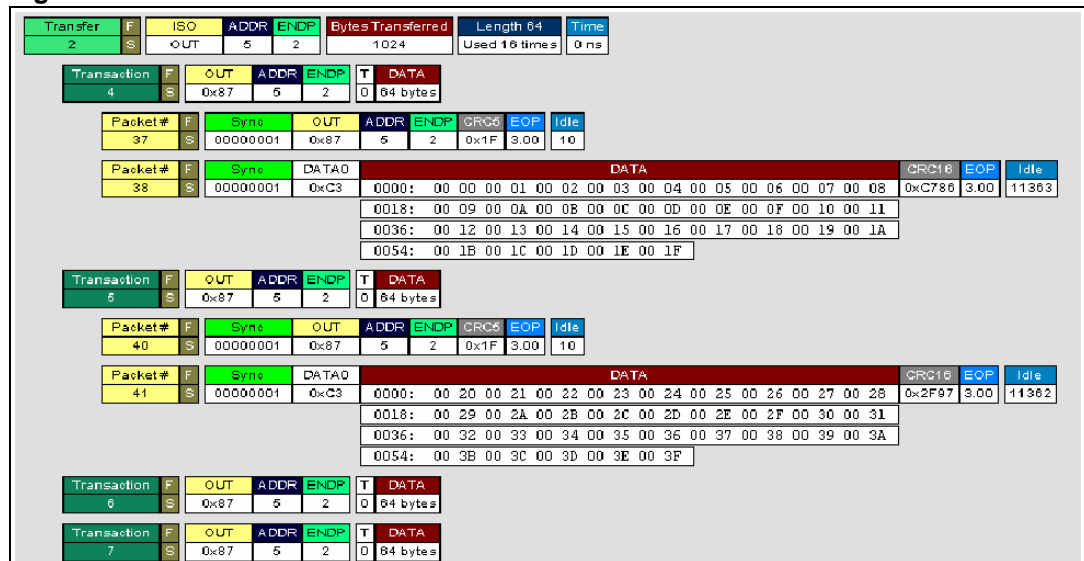 Transfer F ISO ADDR ENDP Bytes Transferred Length 64 Time
2 S OUT 5 2 1024 Used 16 times 0 ns
Transaction F OUT ADDR ENDP T DATA
4 S 0x87 5 2 0 64 bytes
Packet# F Sync OUT ADDR ENDP CRC5 EOP Idle
37 S 00000001 0x87 5 2 0x1F 3.00 10
Packet# F Sync DATA0 DATA CRC16 EOP Idle
38 S 00000001 0xC3 0000: 00 00 00 01 00 02 00 03 00 04 00 05 00 06 00 07 00 08 0xC786 3.00 11363
0018: 00 09 00 0A 00 0B 00 0C 00 0D 00 0E 00 0F 00 10 00 11
0036: 00 12 00 13 00 14 00 15 00 16 00 17 00 18 00 19 00 1A
0054: 00 1B 00 1C 00 1D 00 1E 00 1F
Transaction F OUT ADDR ENDP T DATA
5 S 0x87 5 2 0 64 bytes
Packet# F Sync OUT ADDR ENDP CRC5 EOP Idle
40 S 00000001 0x87 5 2 0x1F 3.00 10
Packet# F Sync DATA0 DATA CRC16 EOP Idle
41 S 00000001 0xC3 0000: 00 20 00 21 00 22 00 23 00 24 00 25 00 26 00 27 00 28 0x2F97 3.00 11362
0018: 00 29 00 2A 00 2B 00 2C 00 2D 00 2E 00 2F 00 30 00 31
0036: 00 32 00 33 00 34 00 35 00 36 00 37 00 38 00 39 00 3A
0054: 00 3B 00 3C 00 3D 00 3E 00 3F
Transaction F OUT ADDR ENDP T DATA
6 S 0x87 5 2 0 64 bytes
Transaction F OUT ADDR ENDP T DATA
7 S 0x87 5 2 0 64 bytes